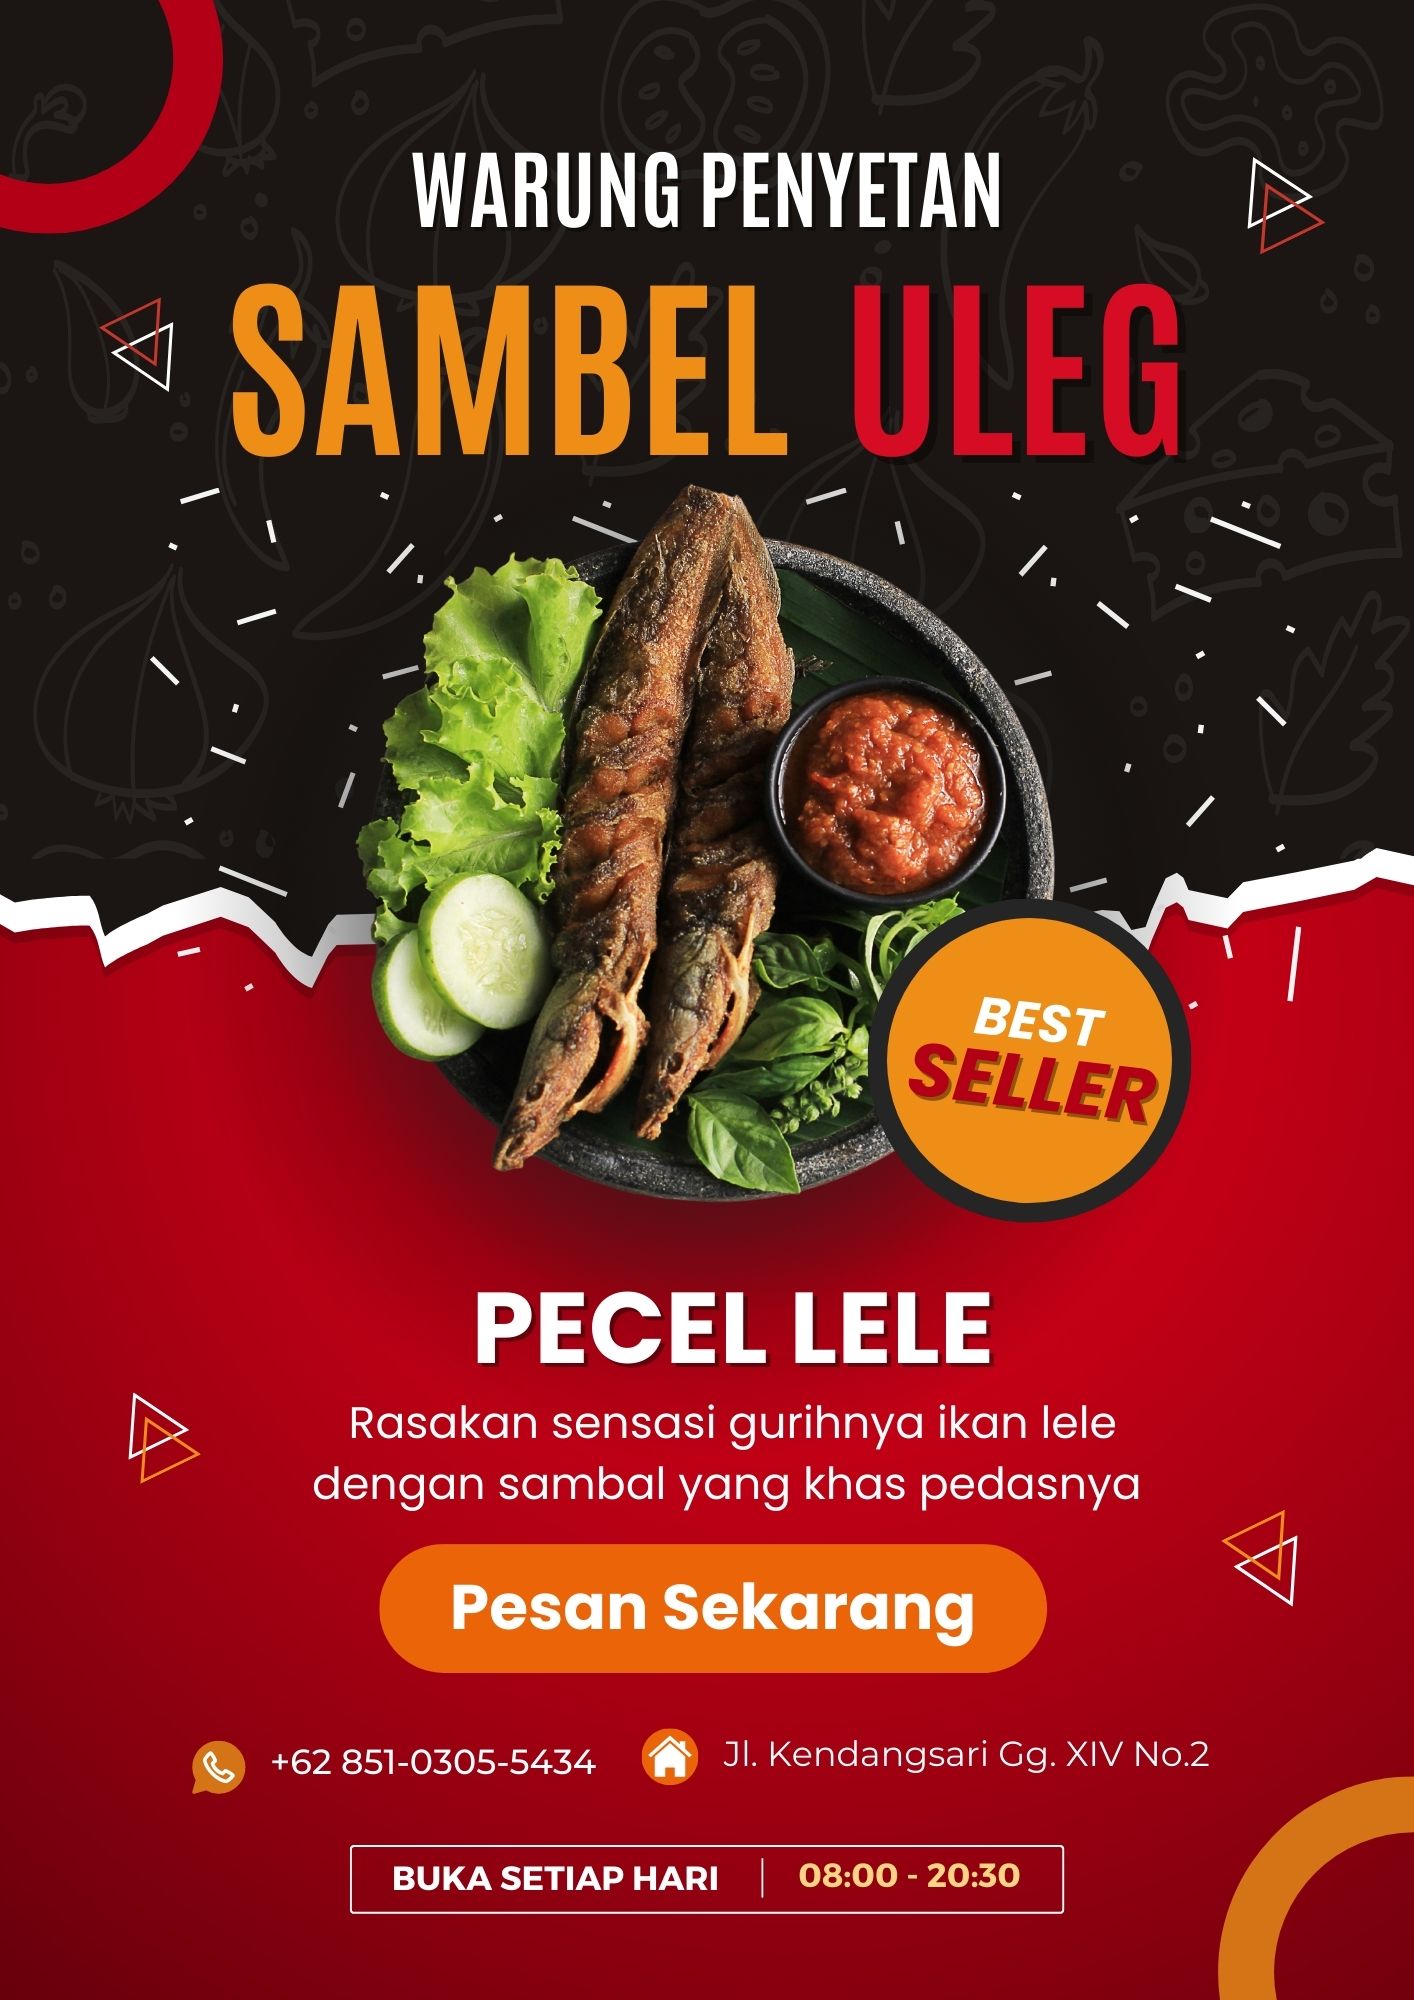 WARUNG PENYETAN
SAMBEL ULEG
BEST
SELLER
PECEL LELE
Rasakan sensasi gurihnya ikan lele
dengan sambal yang khas pedasnya
Pesan Sekarang
+62 851-0305-5434
Jl. Kendangsari Gg. XIV No.2
BUKA SETIAP HARI | 08:00 - 20:30